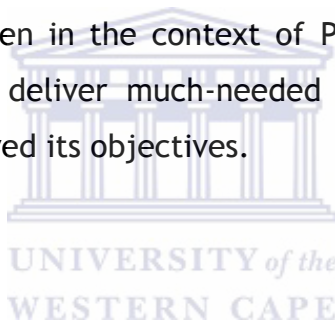 en in the context of P
deliver much-needed
ed its objectives.
UNIVERSITY of the
WESTERN CAPE